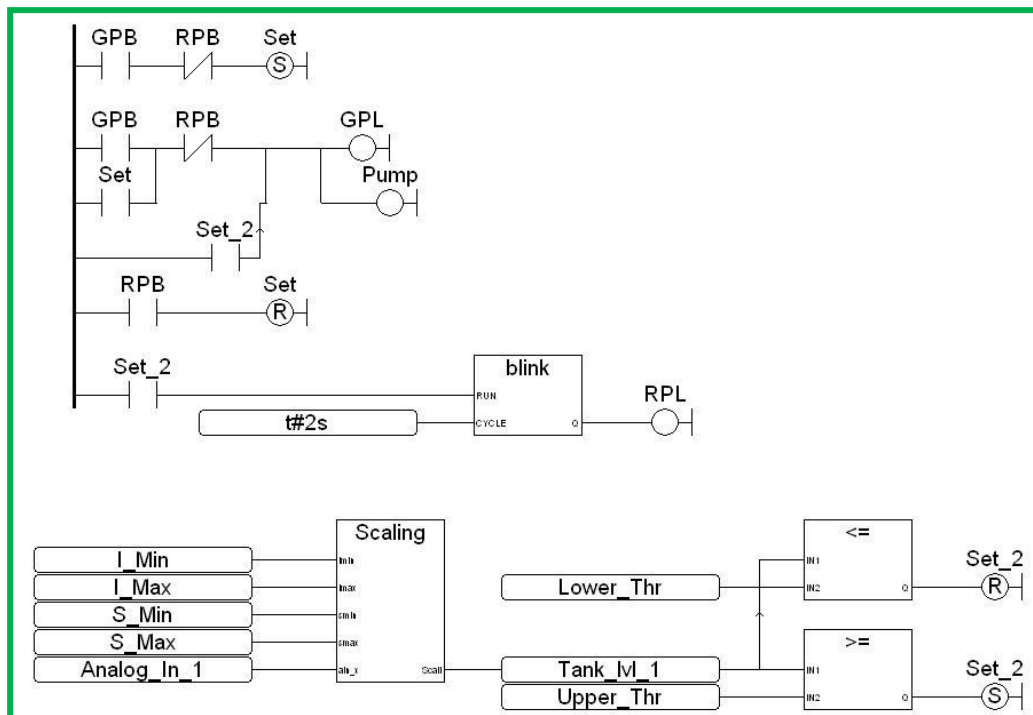 GPB RPB Set
S
GPB RPB GPL
Set Pump
Set_2
RPB Set
R
Set_2 blink
RUN RPL
t#2s CYCLE Q
Scaling <=
I_Min Imin IN1 Set_2
I_Max Imax Lower_Thr IN2 Q R
S_Min smin
S_Max smax >=
Analog_In_1 ain_x Scall Tank_lvl_1 IN1 Set_2
Upper_Thr IN2 Q S